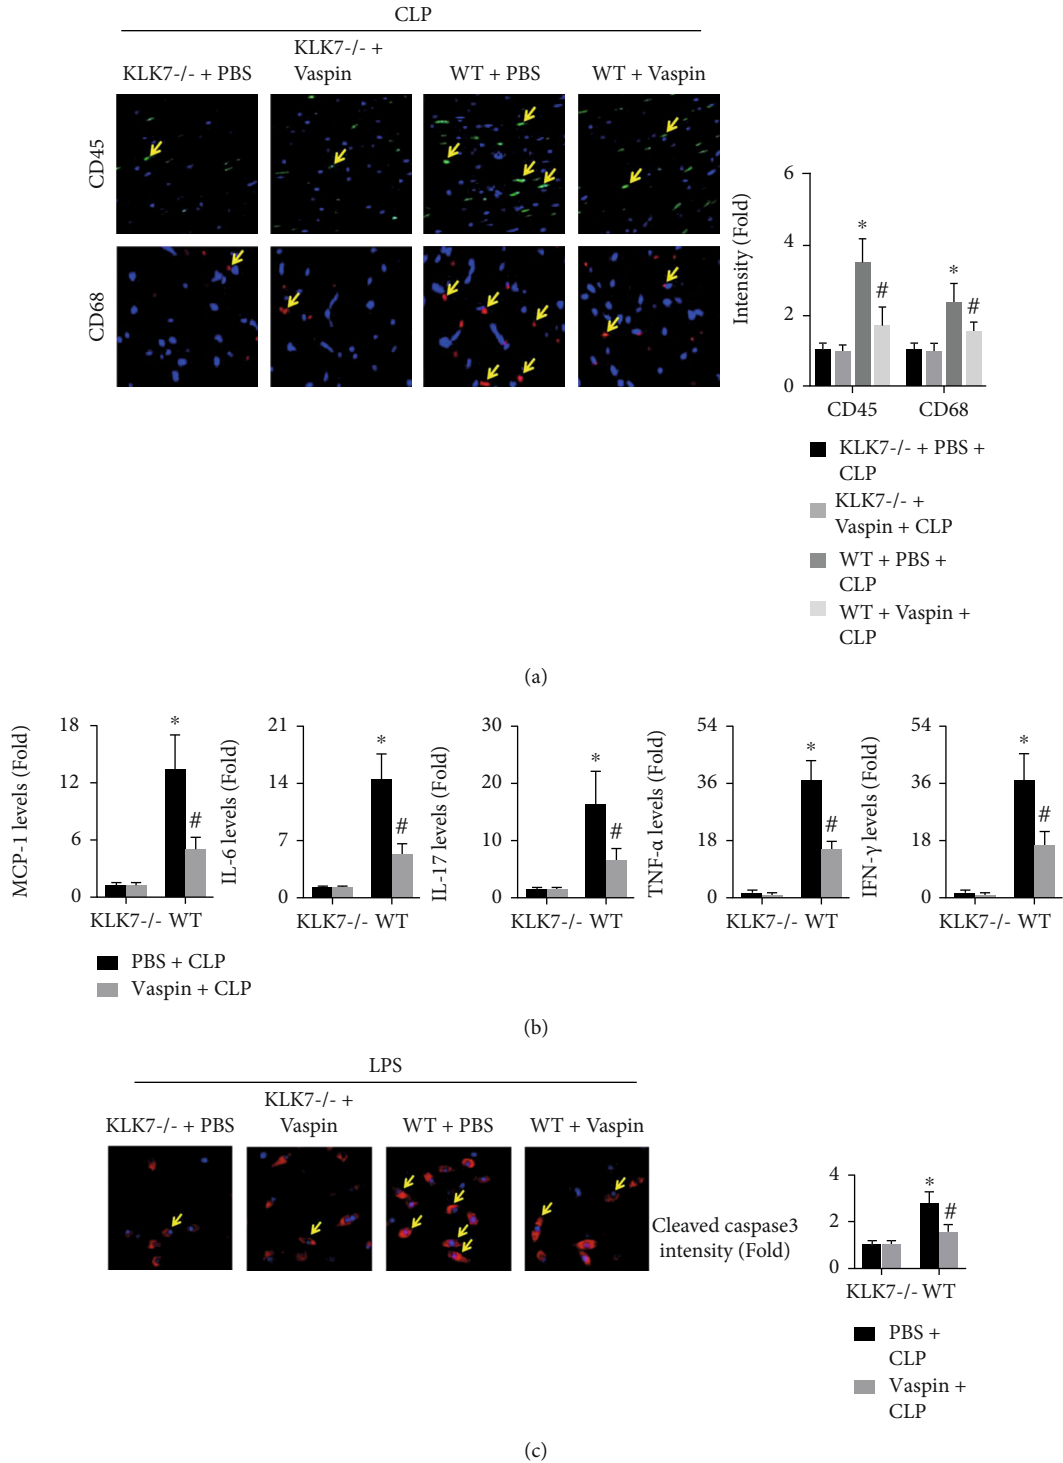 CLP
KLK7-/- + PBS
KLK7-/- +
Vaspin
WT + PBS
WT + Vaspin
CD45
CD68
Intensity (Fold)
6
4
2
0
*
#
*
#
CD45
CD68
KLK7-/- + PBS +
CLP
KLK7-/- +
Vaspin + CLP
WT + PBS +
CLP
WT + Vaspin +
CLP
(a)
MCP-1 levels (Fold)
18
12
6
0
*
#
KLK7-/- WT
IL-6 levels (Fold)
21
14
7
0
*
#
KLK7-/- WT
IL-17 levels (Fold)
30
20
10
0
*
#
KLK7-/- WT
TNF-α levels (Fold)
54
36
18
0
*
#
KLK7-/- WT
IFN-γ levels (Fold)
54
36
18
0
*
#
KLK7-/- WT
PBS + CLP
Vaspin + CLP
(b)
LPS
KLK7-/- + PBS
KLK7-/- +
Vaspin
WT + PBS
WT + Vaspin
Cleaved caspase3
intensity (Fold)
4
2
0
*
#
KLK7-/- WT
PBS +
CLP
Vaspin +
CLP
(c)